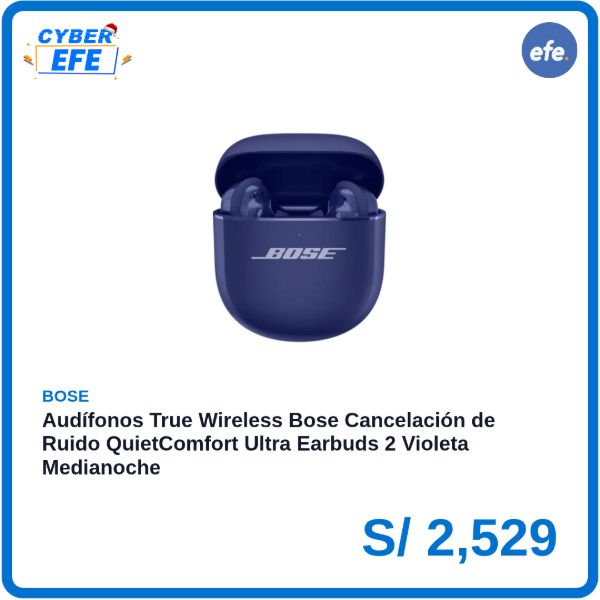 CYBER
EFE
efe.
BOSE
BOSE
Audífonos True Wireless Bose Cancelación de
Ruido QuietComfort Ultra Earbuds 2 Violeta
Medianoche
S/ 2,529